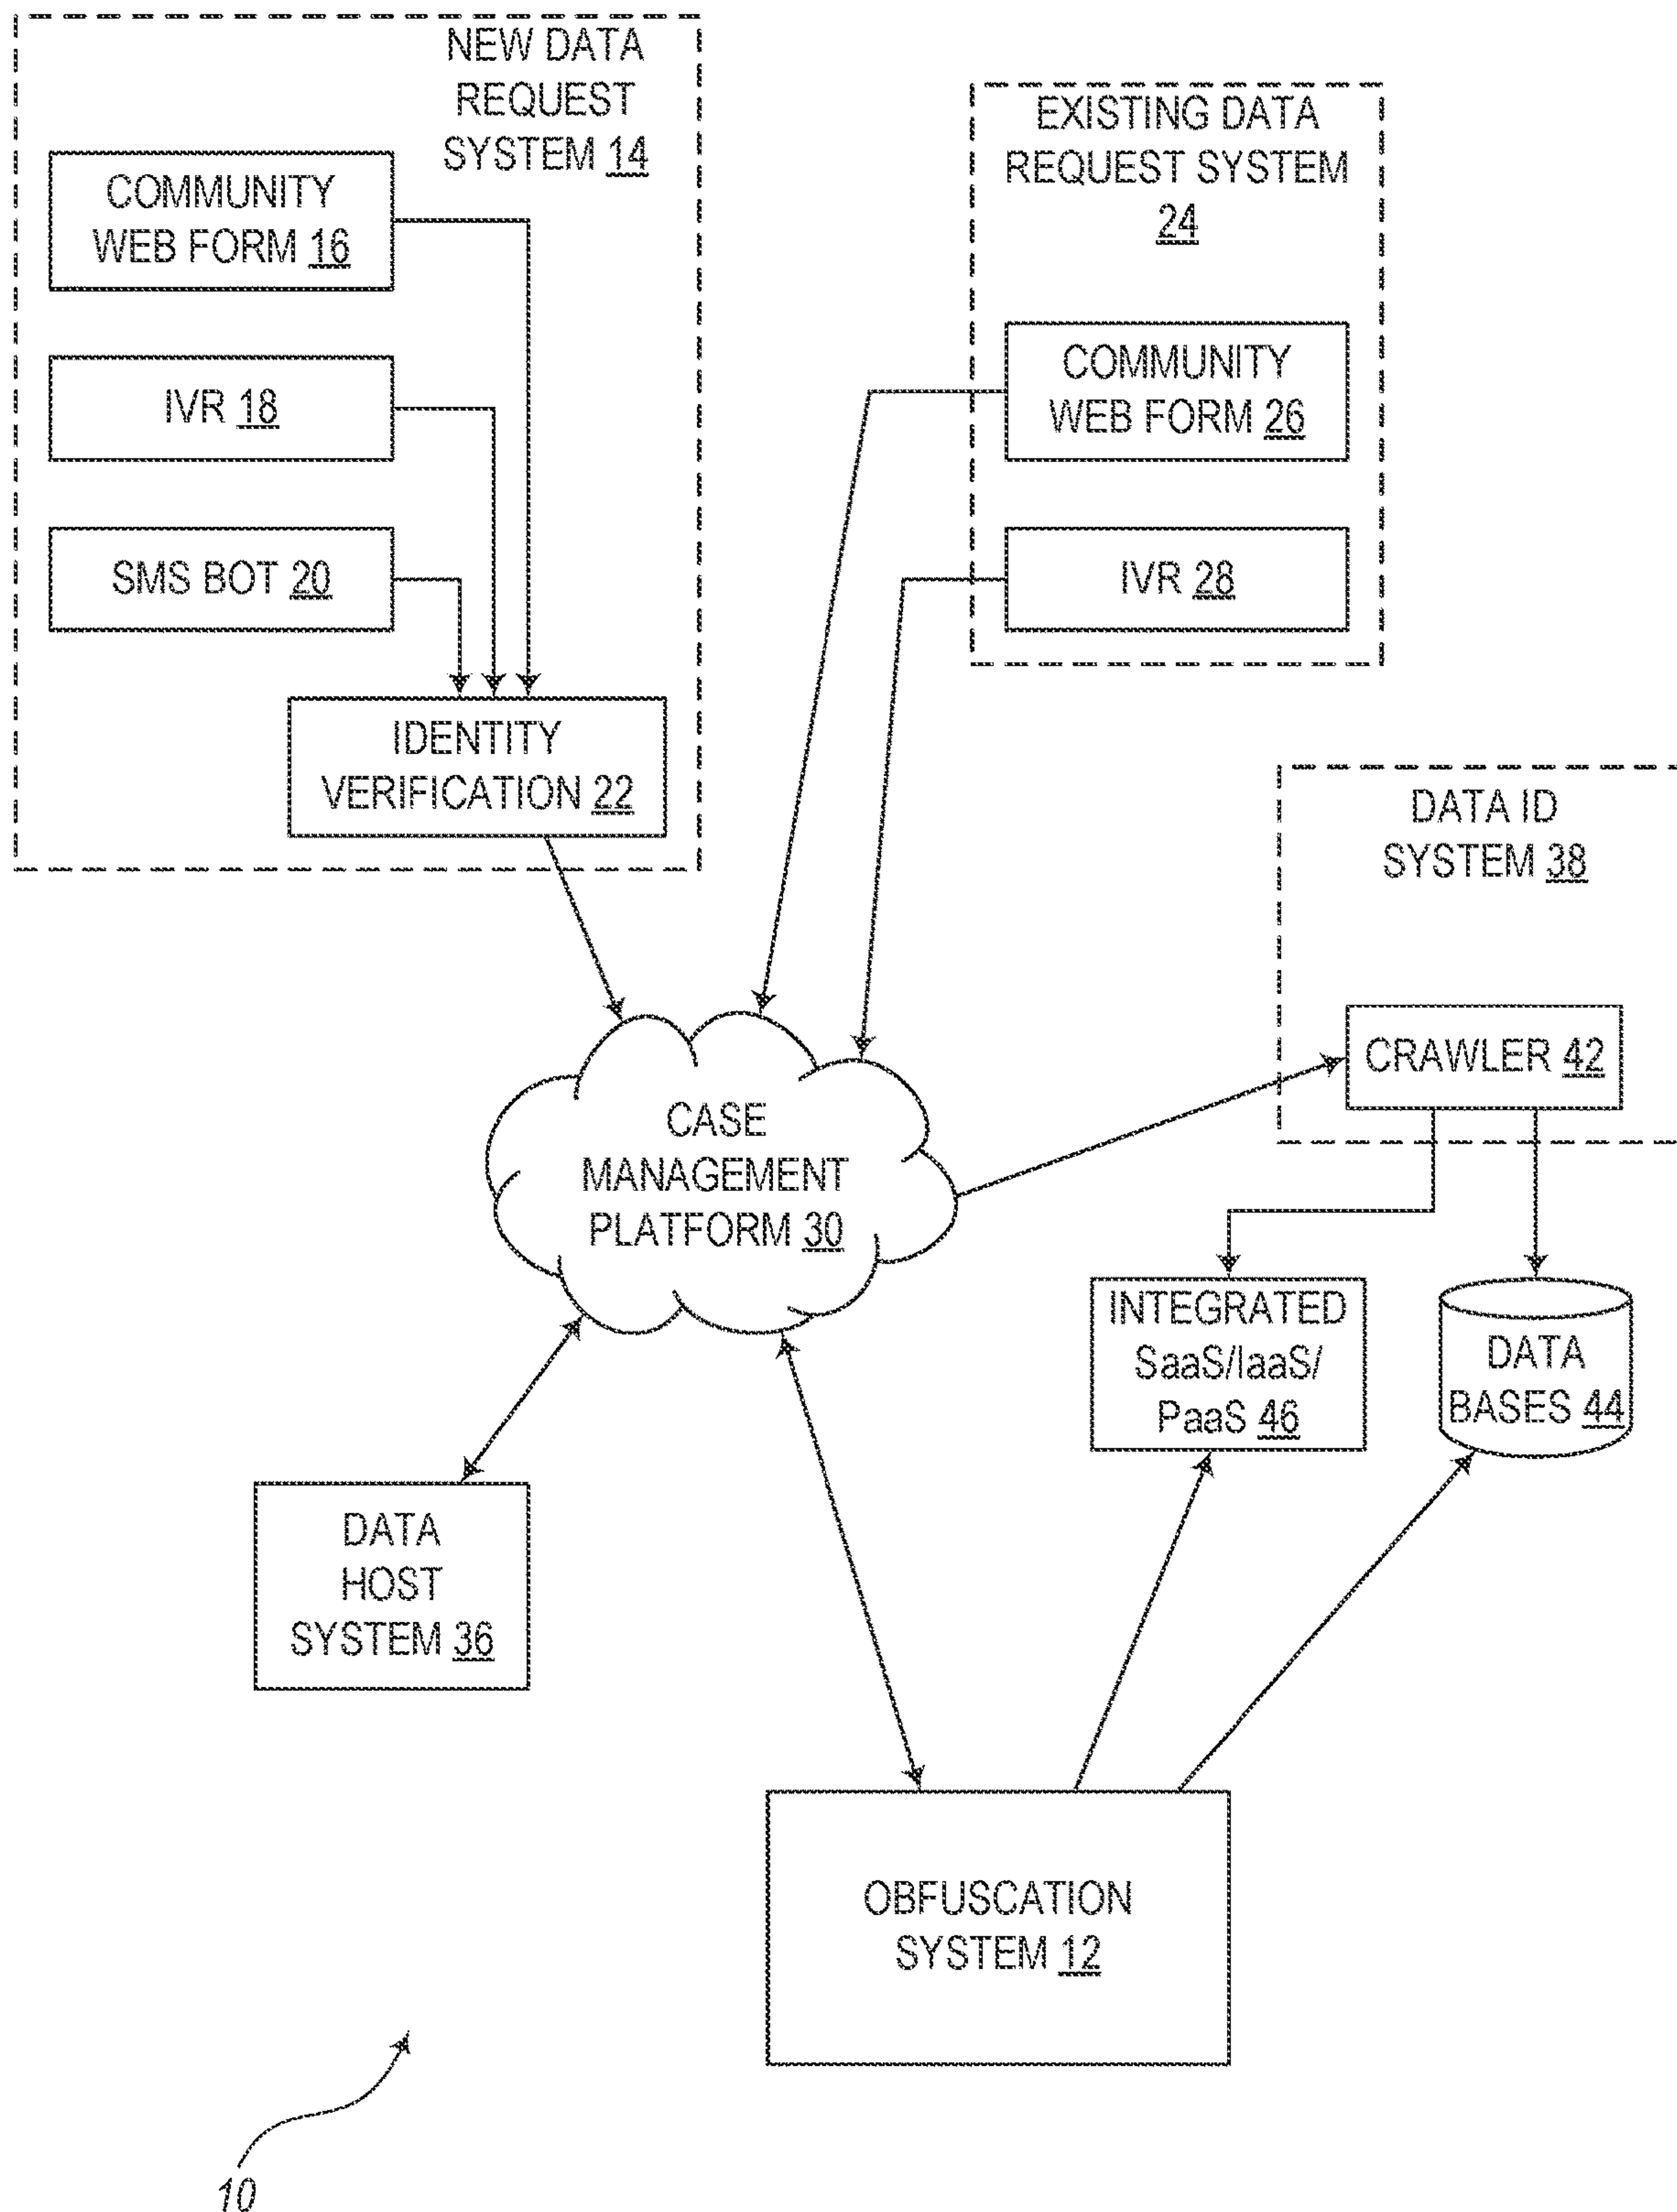 NEW DATA
REQUEST
SYSTEM 14
COMMUNITY
WEB FORM 16
IVR 18
SMS BOT 20
IDENTITY
VERIFICATION 22
EXISTING DATA
REQUEST SYSTEM
24
COMMUNITY
WEB FORM 26
IVR 28
DATA ID
SYSTEM 38
CRAWLER 42
CASE
MANAGEMENT
PLATFORM 30
INTEGRATED
SaaS/IaaS/
PaaS 46
DATA
BASES 44
DATA
HOST
SYSTEM 36
OBFUSCATION
SYSTEM 12
10